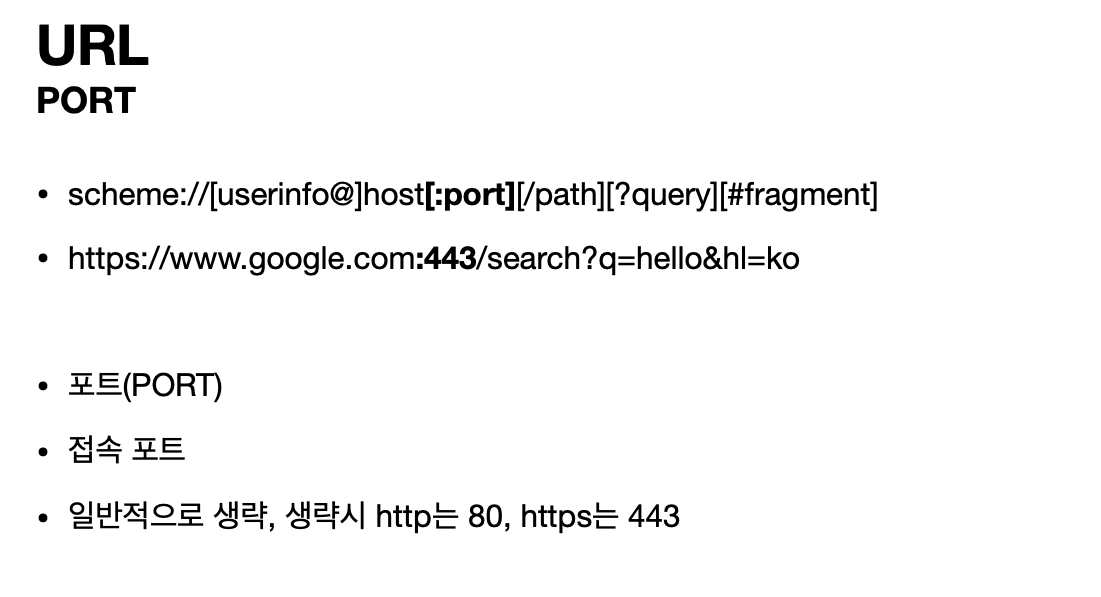 URL
PORT
• scheme://[userinfo@]host[:port][/path][?query][#fragment]
• https://www.google.com:443/search?q=hello&hl=ko
• 포트(PORT)
• 접속 포트
• 일반적으로 생략, 생략시 http는 80, https는 443